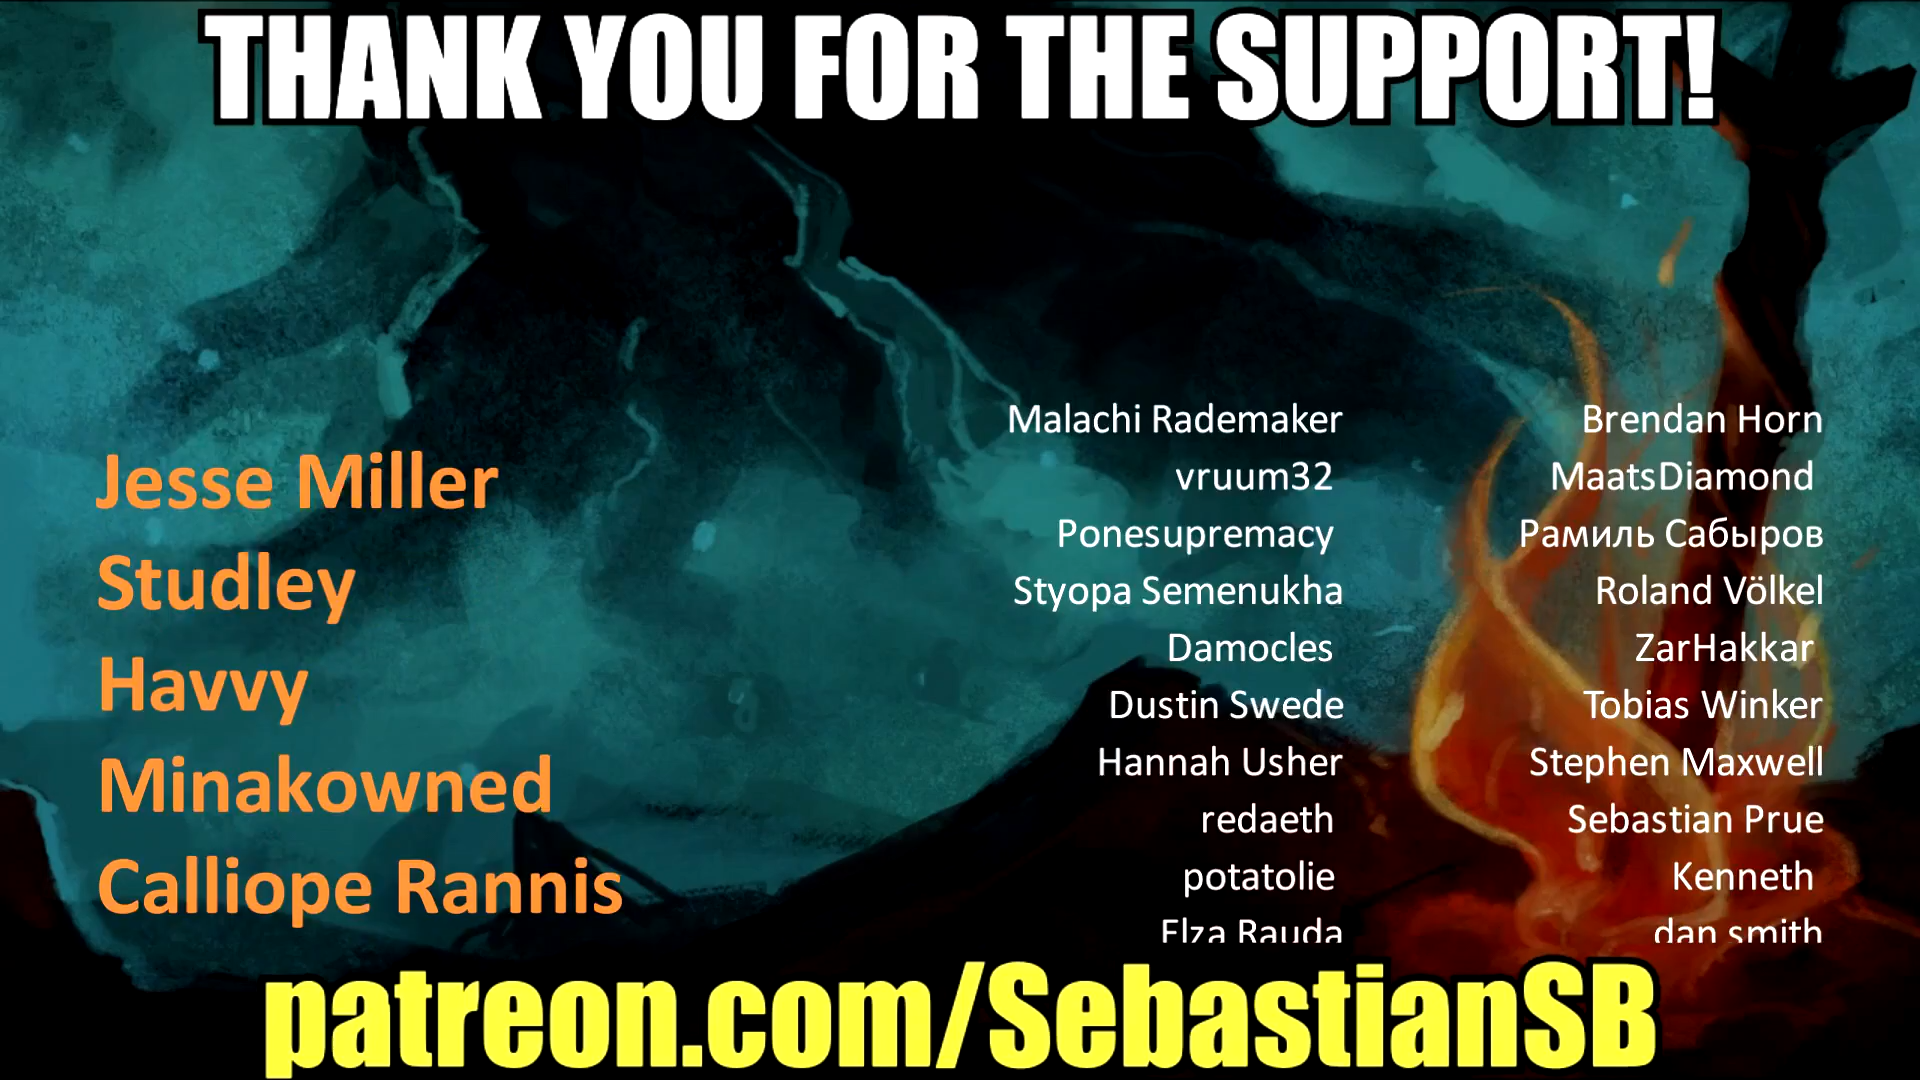 THANK YOU FOR THE SUPPORT!
Jesse Miller
Studley
Havvy
Minakowned
Calliope Rannis
Malachi Rademaker
vruum32
Ponesupremacy
Styopa Semenukha
Damocles
Dustin Swede
Hannah Usher
redaeth
potatolie
Elza Rauda
Brendan Horn
MaatsDiamond
Рамиль Сабыров
Roland Völkel
ZarHakkar
Tobias Winker
Stephen Maxwell
Sebastian Prue
Kenneth
dan smith
patreon.com/SebastianSB